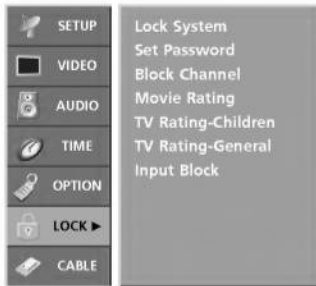 SETUP
VIDEO
AUDIO
TIME
OPTION
LOCK ►
CABLE
Lock System
Set Password
Block Channel
Movie Rating
TV Rating-Children
TV Rating-General
Input Block